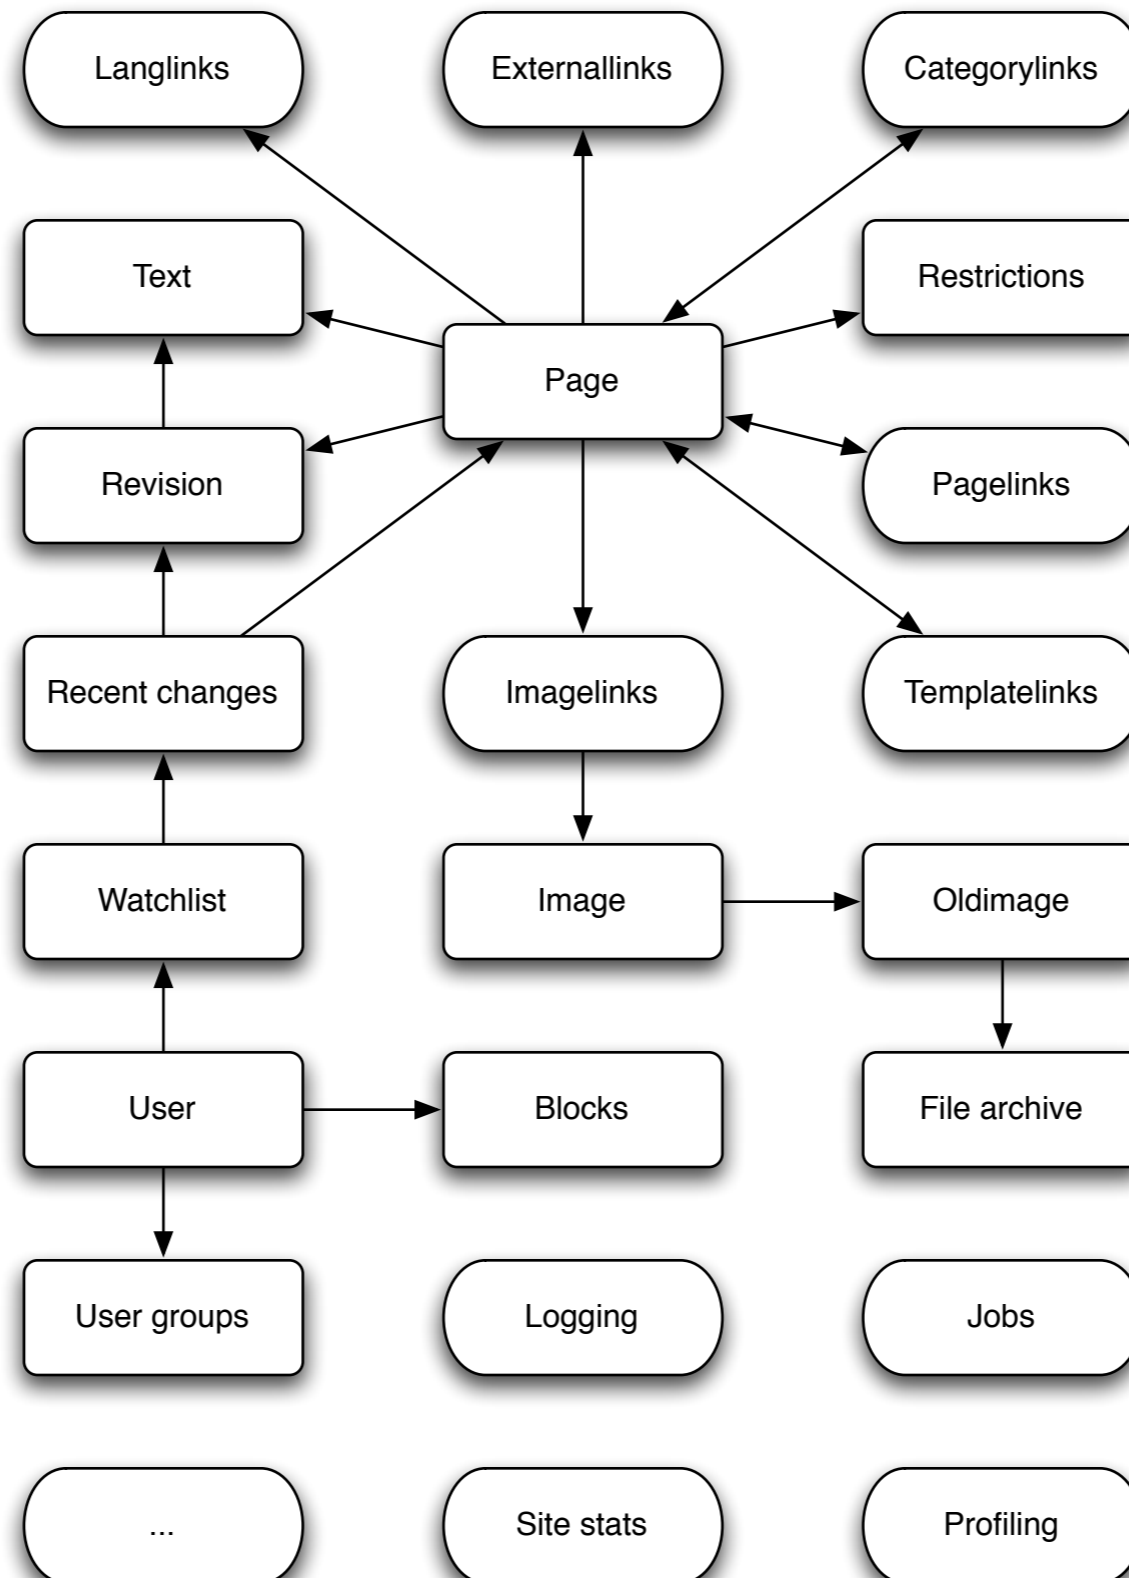 Langlinks
Externallinks
Categorylinks
Text
Restrictions
Page
Revision
Pagelinks
Recent changes
Imagelinks
Templatelinks
Watchlist
Image
Oldimage
User
Blocks
File archive
User groups
Logging
Jobs
...
Site stats
Profiling